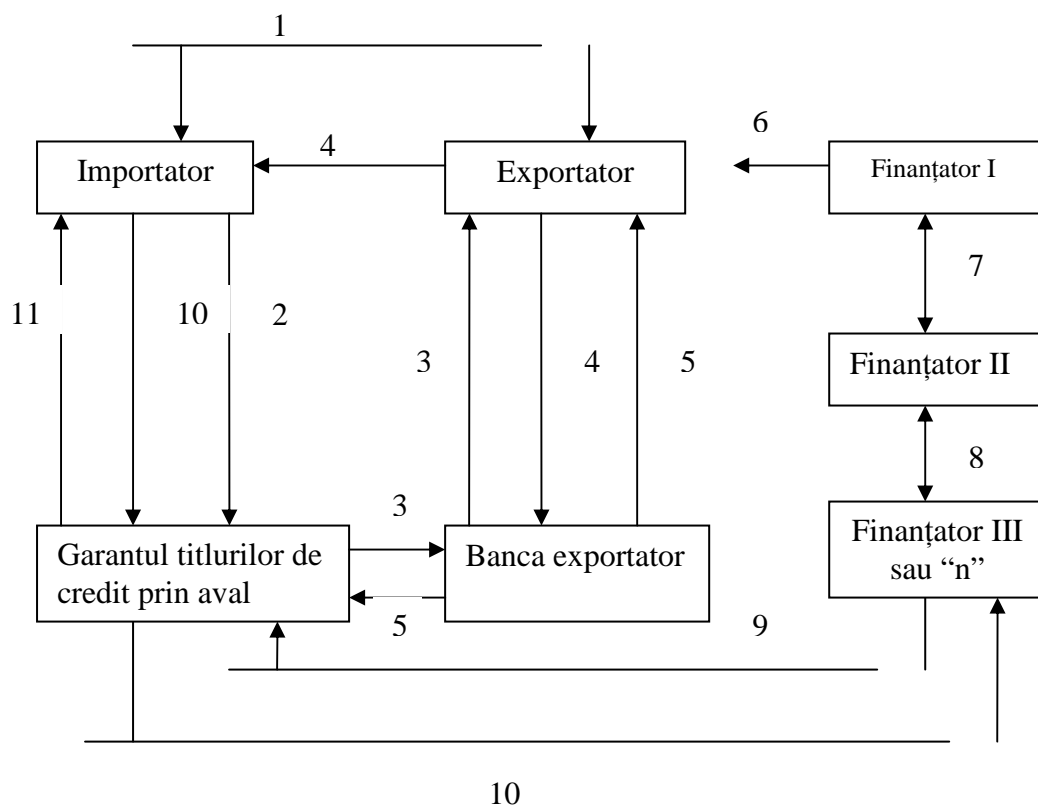 1
6
Importator
4
Exportator
Finanțator I
7
11
10
2
3
4
5
Finanțator II
8
3
Garantul titlurilor de
credit prin aval
Banca exportator
Finanțator III
sau “n”
5
9
10